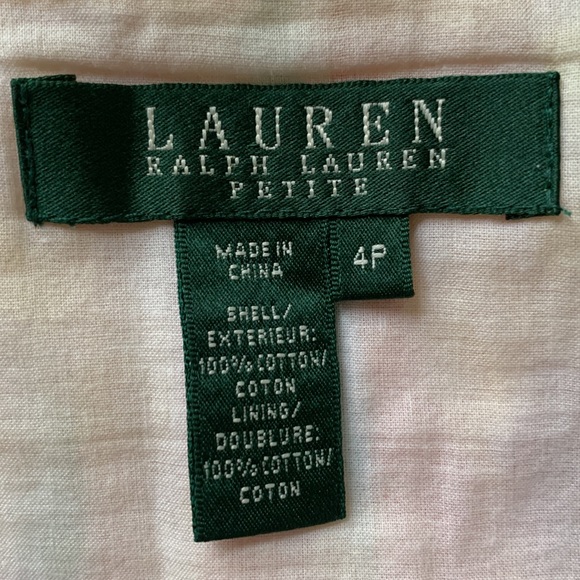 LAUREN
RALPH LAUREN
PETITE
MADE IN
CHINA
4P
SHELL/
EXTERIEUR:
100% COTTON/
COTON
LINING/
DOUBLURE:
100% COTTON/
COTON